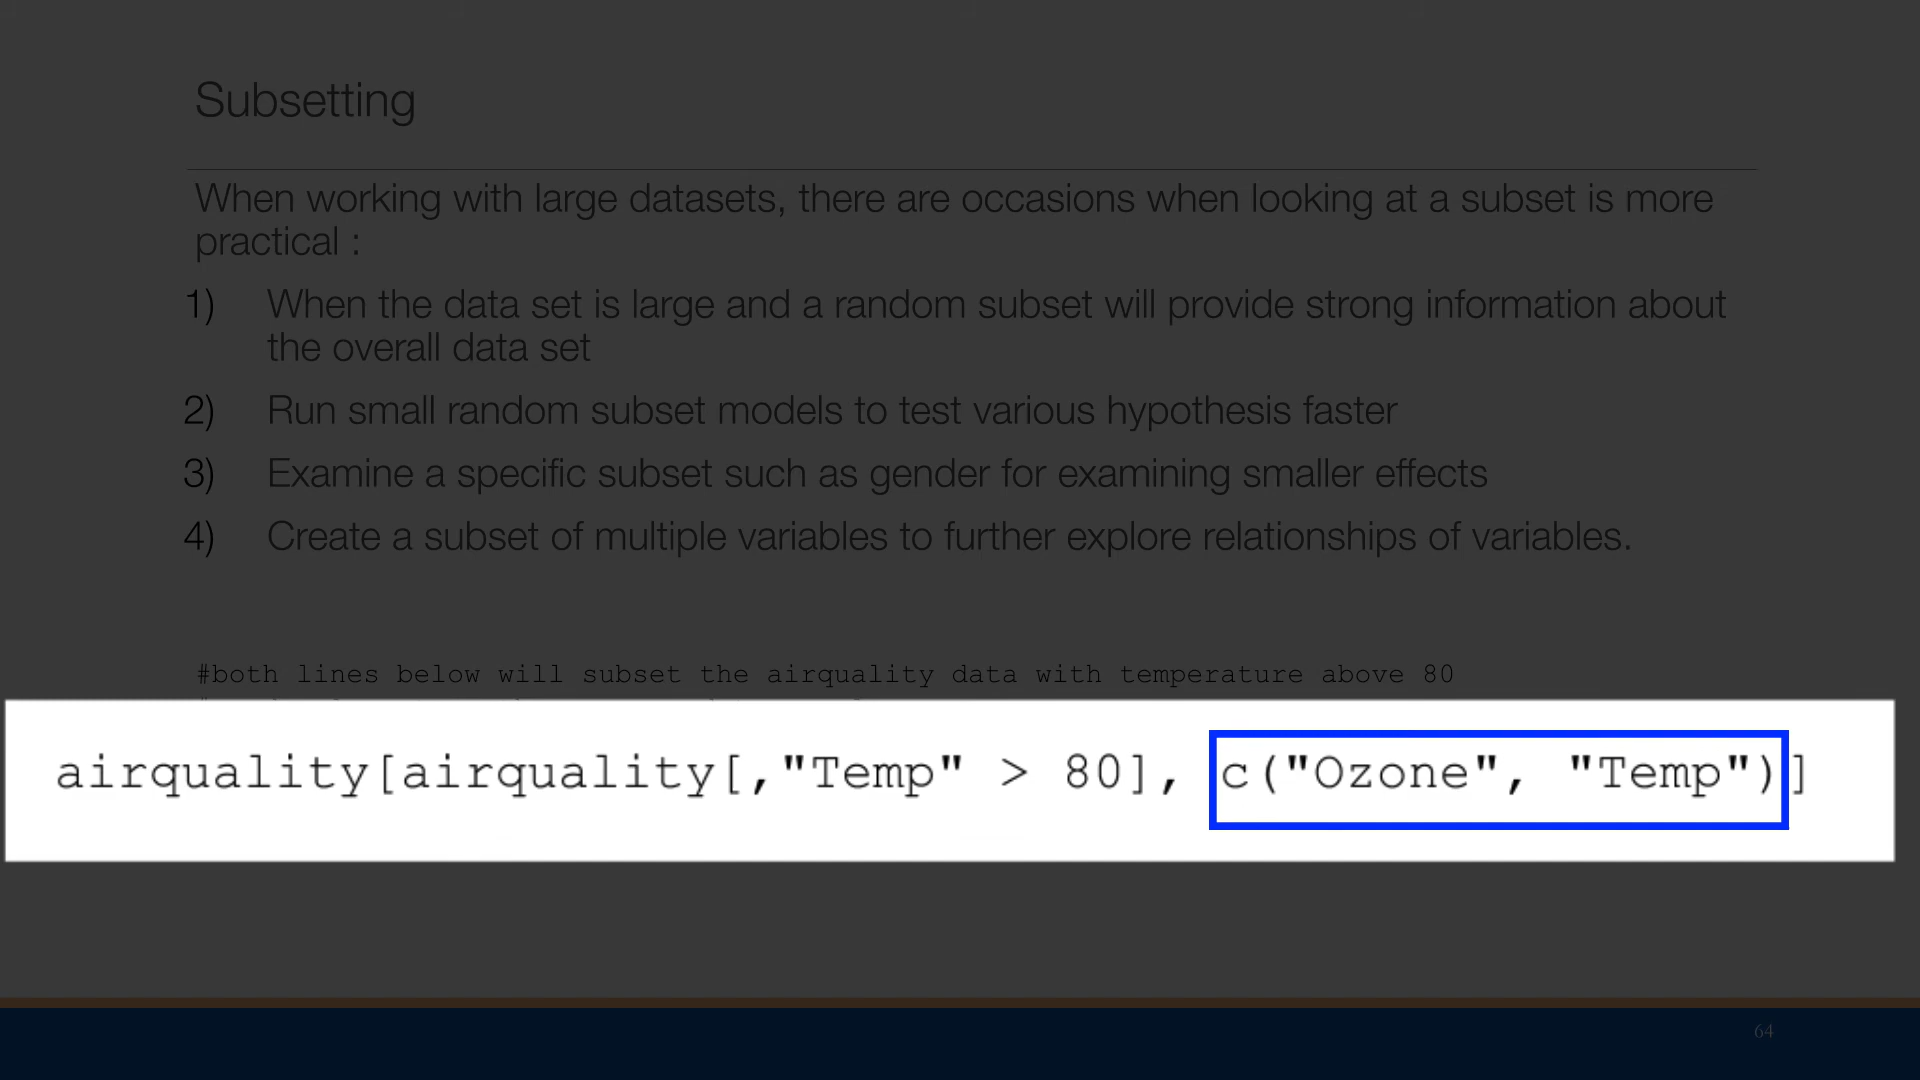 Subsetting
When working with large datasets, there are occasions when looking at a subset is more
practical :
1) When the data set is large and a random subset will provide strong information about
the overall data set
2) Run small random subset models to test various hypothesis faster
3) Examine a specific subset such as gender for examining smaller effects
4) Create a subset of multiple variables to further explore relationships of variables.
#both lines below will subset the airquality data with temperature above 80
airquality[airquality[,"Temp" > 80], c("Ozone", "Temp")]
64